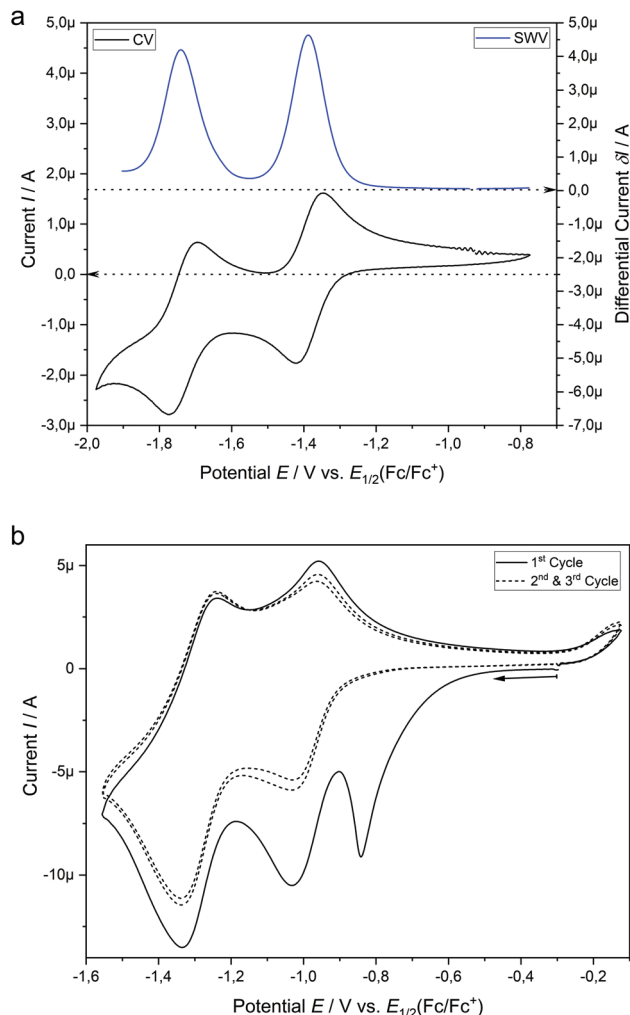 a
CV
SWV
5,0µ
4,0µ
3,0µ
2,0µ
1,0µ
0,0
-1,0µ
-2,0µ
-3,0µ
Current I / A
5,0µ
4,0µ
3,0µ
2,0µ
1,0µ
0,0
-1,0µ
-2,0µ
-3,0µ
-4,0µ
-5,0µ
-6,0µ
-7,0µ
Differential Current δI / A
-2,0 -1,8 -1,6 -1,4 -1,2 -1,0 -0,8
Potential E / V vs. E1/2(Fc/Fc+)
b
1st Cycle
2nd & 3rd Cycle
5µ
0
-5µ
-10µ
Current I / A
-1,6 -1,4 -1,2 -1,0 -0,8 -0,6 -0,4 -0,2
Potential E / V vs. E1/2(Fc/Fc+)